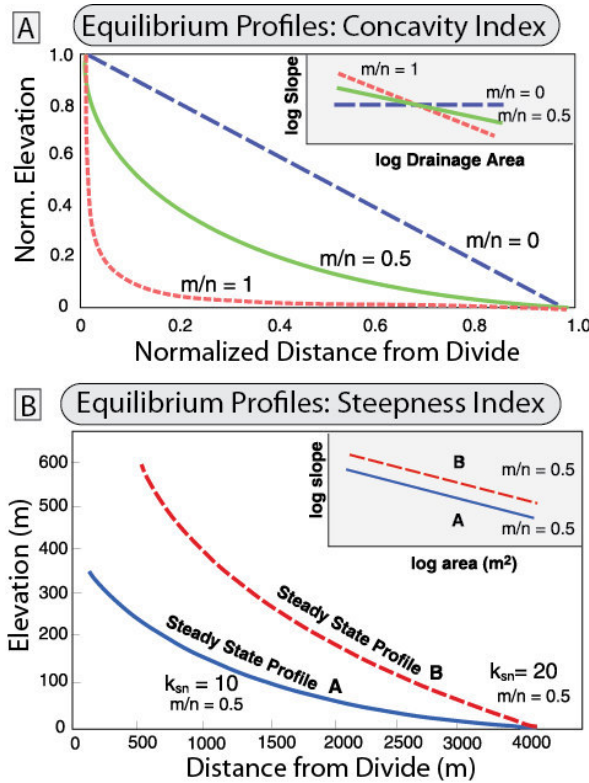 A
Equilibrium Profiles: Concavity Index
Norm. Elevation
1.0
0.8
0.6
0.4
0.2
0
0
0.2
0.4
0.6
0.8
1.0
Normalized Distance from Divide
m/n = 1
m/n = 0.5
m/n = 0
log Slope
m/n = 1
m/n = 0
m/n = 0.5
log Drainage Area
B
Equilibrium Profiles: Steepness Index
Elevation (m)
600
500
400
300
200
100
0
0
500
1000
1500
2000
2500
3000
4000
Distance from Divide (m)
Steady State Profile B
Steady State Profile A
ksn = 10
m/n = 0.5
ksn= 20
m/n = 0.5
log slope
B
m/n = 0.5
A
m/n = 0.5
log area (m²)